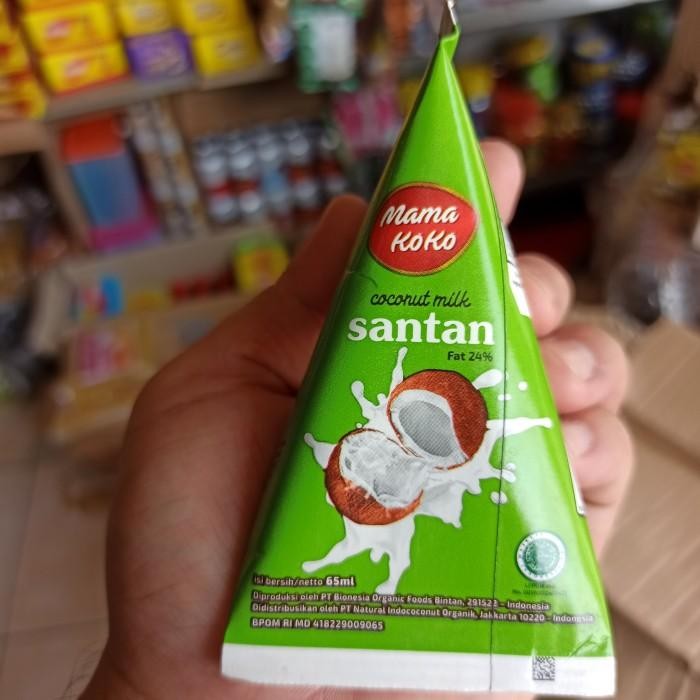 Mama
KoKo
coconut milk
santan
Fat 24%
Isi bersih/netto 65ml
Diproduksi oleh PT Bionesia Organic Foods Bintan, 29152 - Indonesia
Didistribusikan oleh PT Natural Indococonut Organik, Jakarta 10220 - Indonesia
BPOM RI MD 418229009065